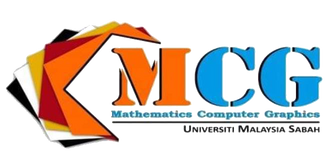 MCG
Mathematics Computer Graphics
UNIVERSITI MALAYSIA SABAH